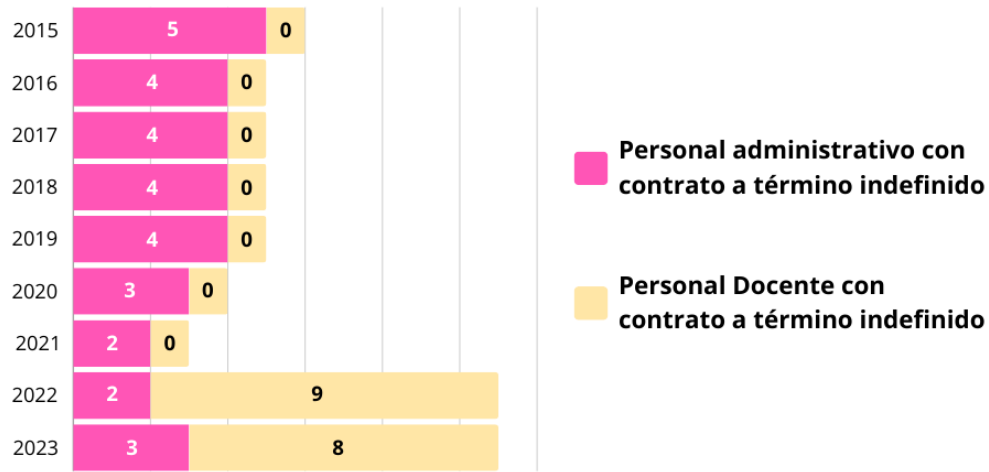 2015 5 0
2016 4 0
2017 4 0
2018 4 0
2019 4 0
2020 3 0
2021 2 0
2022 2 9
2023 3 8
Personal administrativo con
contrato a término indefinido
Personal Docente con
contrato a término indefinido